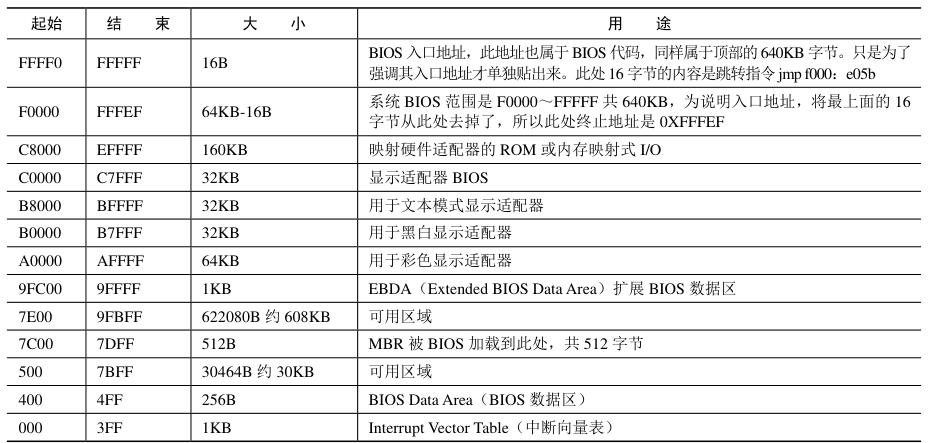 起始 结 束 大 小 用 途
FFFF0 FFFFF 16B BIOS 入口地址，此地址也属于 BIOS 代码，同样属于顶部的 640KB 字节。只是为了
强调其入口地址才单独贴出来。此处 16 字节的内容是跳转指令 jmp f000：e05b
F0000 FFFEF 64KB-16B 系统 BIOS 范围是 F0000～FFFFF 共 640KB，为说明入口地址，将最上面的 16
字节从此处去掉了，所以此处终止地址是 0XFFFEF
C8000 EFFFF 160KB 映射硬件适配器的 ROM 或内存映射式 I/O
C0000 C7FFF 32KB 显示适配器 BIOS
B8000 BFFFF 32KB 用于文本模式显示适配器
B0000 B7FFF 32KB 用于黑白显示适配器
A0000 AFFFF 64KB 用于彩色显示适配器
9FC00 9FFFF 1KB EBDA（Extended BIOS Data Area）扩展 BIOS 数据区
7E00 9FBFF 622080B 约 608KB 可用区域
7C00 7DFF 512B MBR 被 BIOS 加载到此处，共 512 字节
500 7BFF 30464B 约 30KB 可用区域
400 4FF 256B BIOS Data Area（BIOS 数据区）
000 3FF 1KB Interrupt Vector Table（中断向量表）